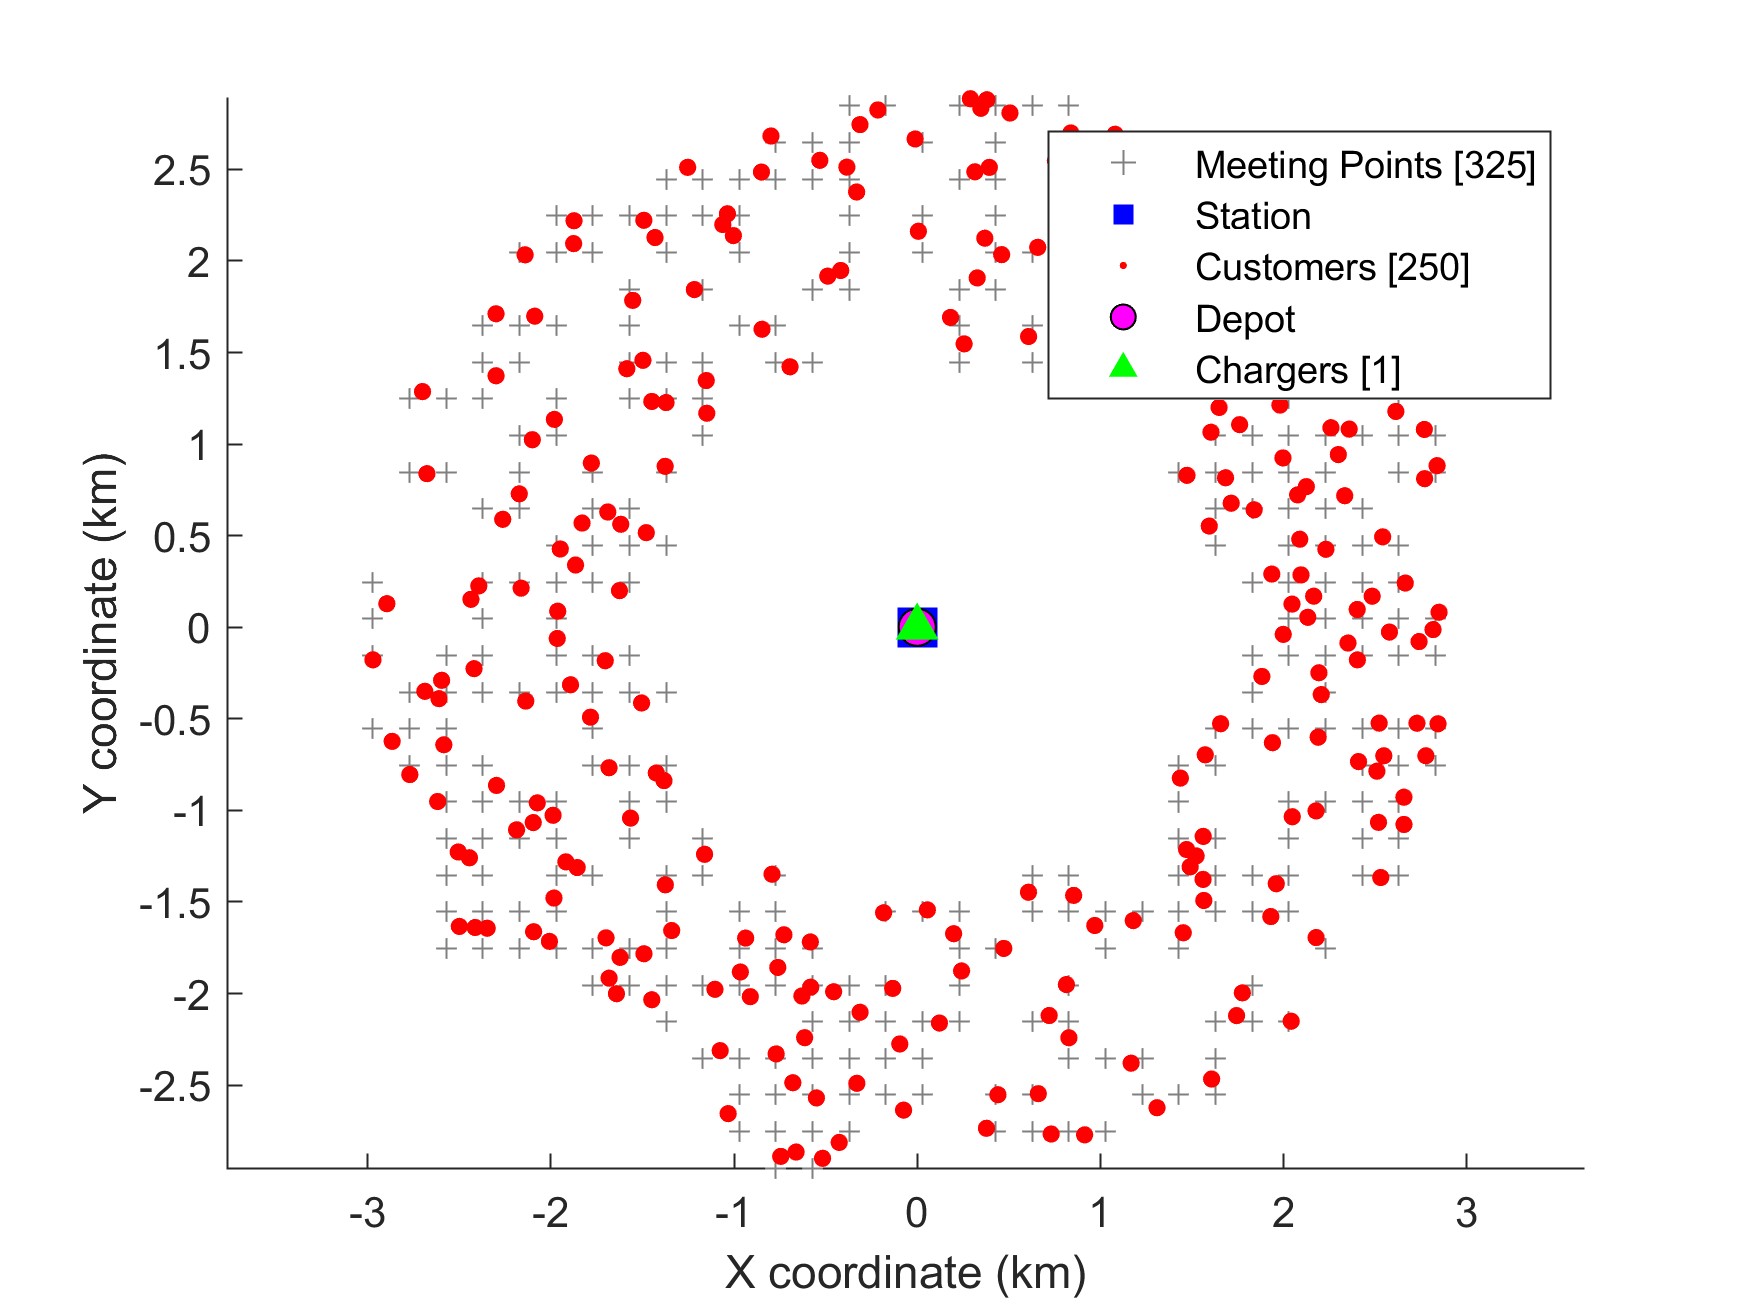 Meeting Points [325]
Station
Customers [250]
Depot
Chargers [1]
2.5
2
1.5
1
0.5
0
-0.5
-1
-1.5
-2
-2.5
Y coordinate (km)
-3 -2 -1 0 1 2 3
X coordinate (km)